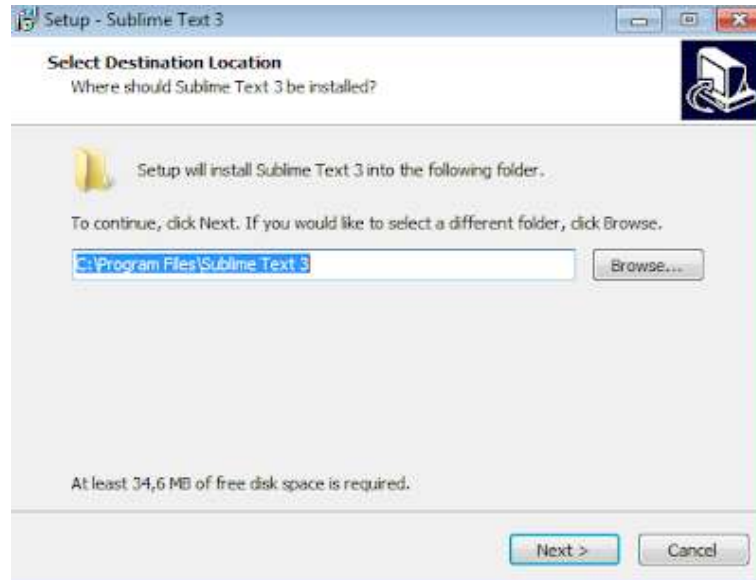 Setup - Sublime Text 3
Select Destination Location
Where should Sublime Text 3 be installed?
Setup will install Sublime Text 3 into the following folder.
To continue, click Next. If you would like to select a different folder, click Browse.
C:\Program Files\Sublime Text 3
Browse...
At least 34,6 MB of free disk space is required.
Next >
Cancel